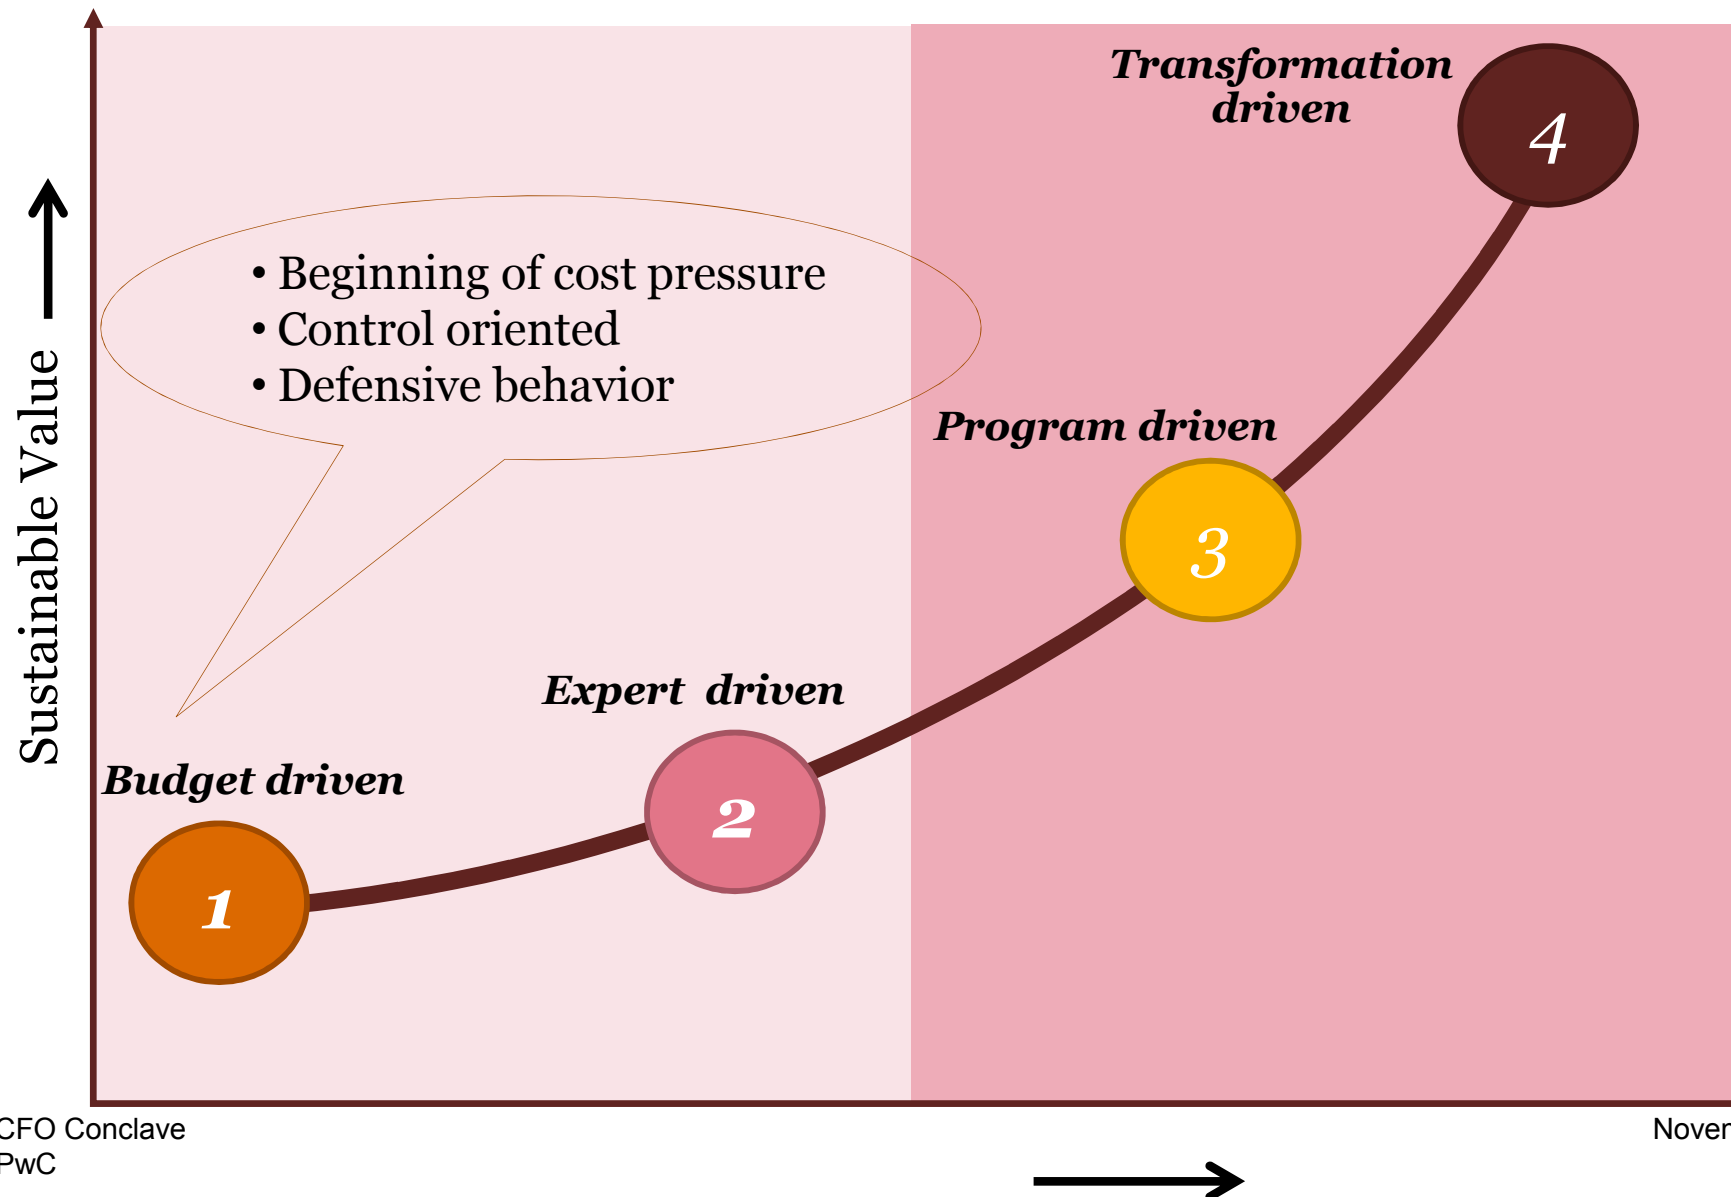 Transformation
driven
4
• Beginning of cost pressure
• Control oriented
• Defensive behavior
Sustainable Value
Program driven
3
Expert driven
2
Budget driven
1
CFO Conclave
PwC